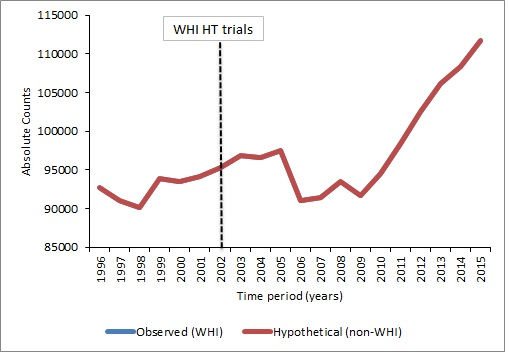 WHI HT trials
115000
110000
105000
100000
95000
90000
85000
Absolute Counts
1996 1997 1998 1999 2000 2001 2002 2003 2004 2005 2006 2007 2008 2009 2010 2011 2012 2013 2014 2015
Time period (years)
Observed (WHI) Hypothetical (non-WHI)